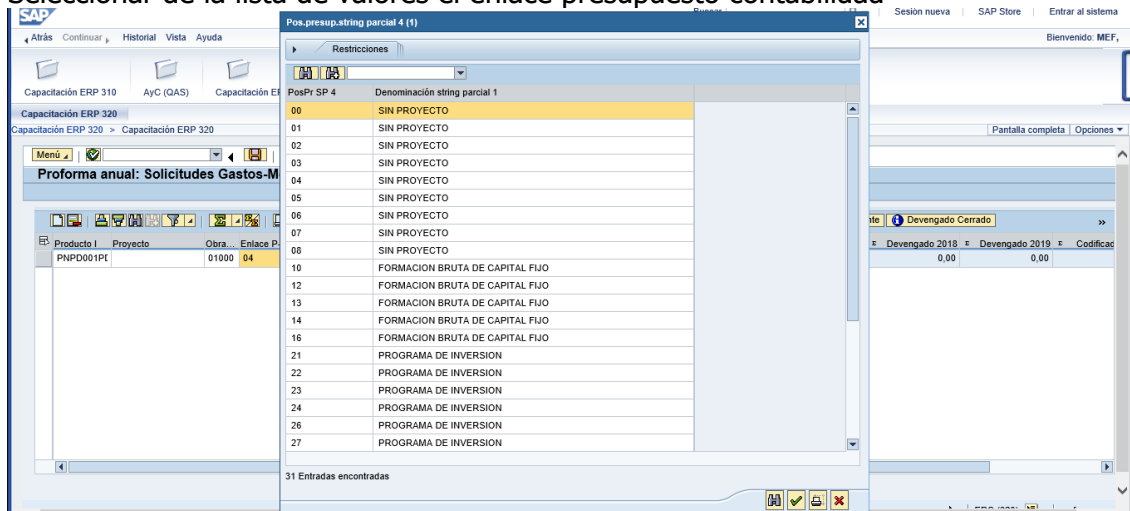 Seleccionar de la lista de valores el enlace presupuesto contabilidad
SAP
Sesión nueva | SAP Store | Entrar al sistema
Atrás Continuar Historial Vista Ayuda
Bienvenido: MEF,
Capacitación ERP 310 AyC (QAS)
Capacitación ERP 320
Capacitación ERP 320 > Capacitación ERP 320
Pantalla completa | Opciones
Menú
Proforma anual: Solicitudes
Devengado Cerrado
Producto I Proyecto Obra... Enlace P
Devengado 2018 Devengado 2019
PNPD001PI 01000 04
0,00 0,00
Pos.presup.string parcial 4 (1)
Restricciones
PosPr SP 4 Denominación string parcial 1
00 SIN PROYECTO
01 SIN PROYECTO
02 SIN PROYECTO
03 SIN PROYECTO
04 SIN PROYECTO
05 SIN PROYECTO
06 SIN PROYECTO
07 SIN PROYECTO
08 SIN PROYECTO
10 FORMACION BRUTA DE CAPITAL FIJO
12 FORMACION BRUTA DE CAPITAL FIJO
13 FORMACION BRUTA DE CAPITAL FIJO
14 FORMACION BRUTA DE CAPITAL FIJO
16 FORMACION BRUTA DE CAPITAL FIJO
21 PROGRAMA DE INVERSION
22 PROGRAMA DE INVERSION
23 PROGRAMA DE INVERSION
24 PROGRAMA DE INVERSION
26 PROGRAMA DE INVERSION
27 PROGRAMA DE INVERSION
31 Entradas encontradas